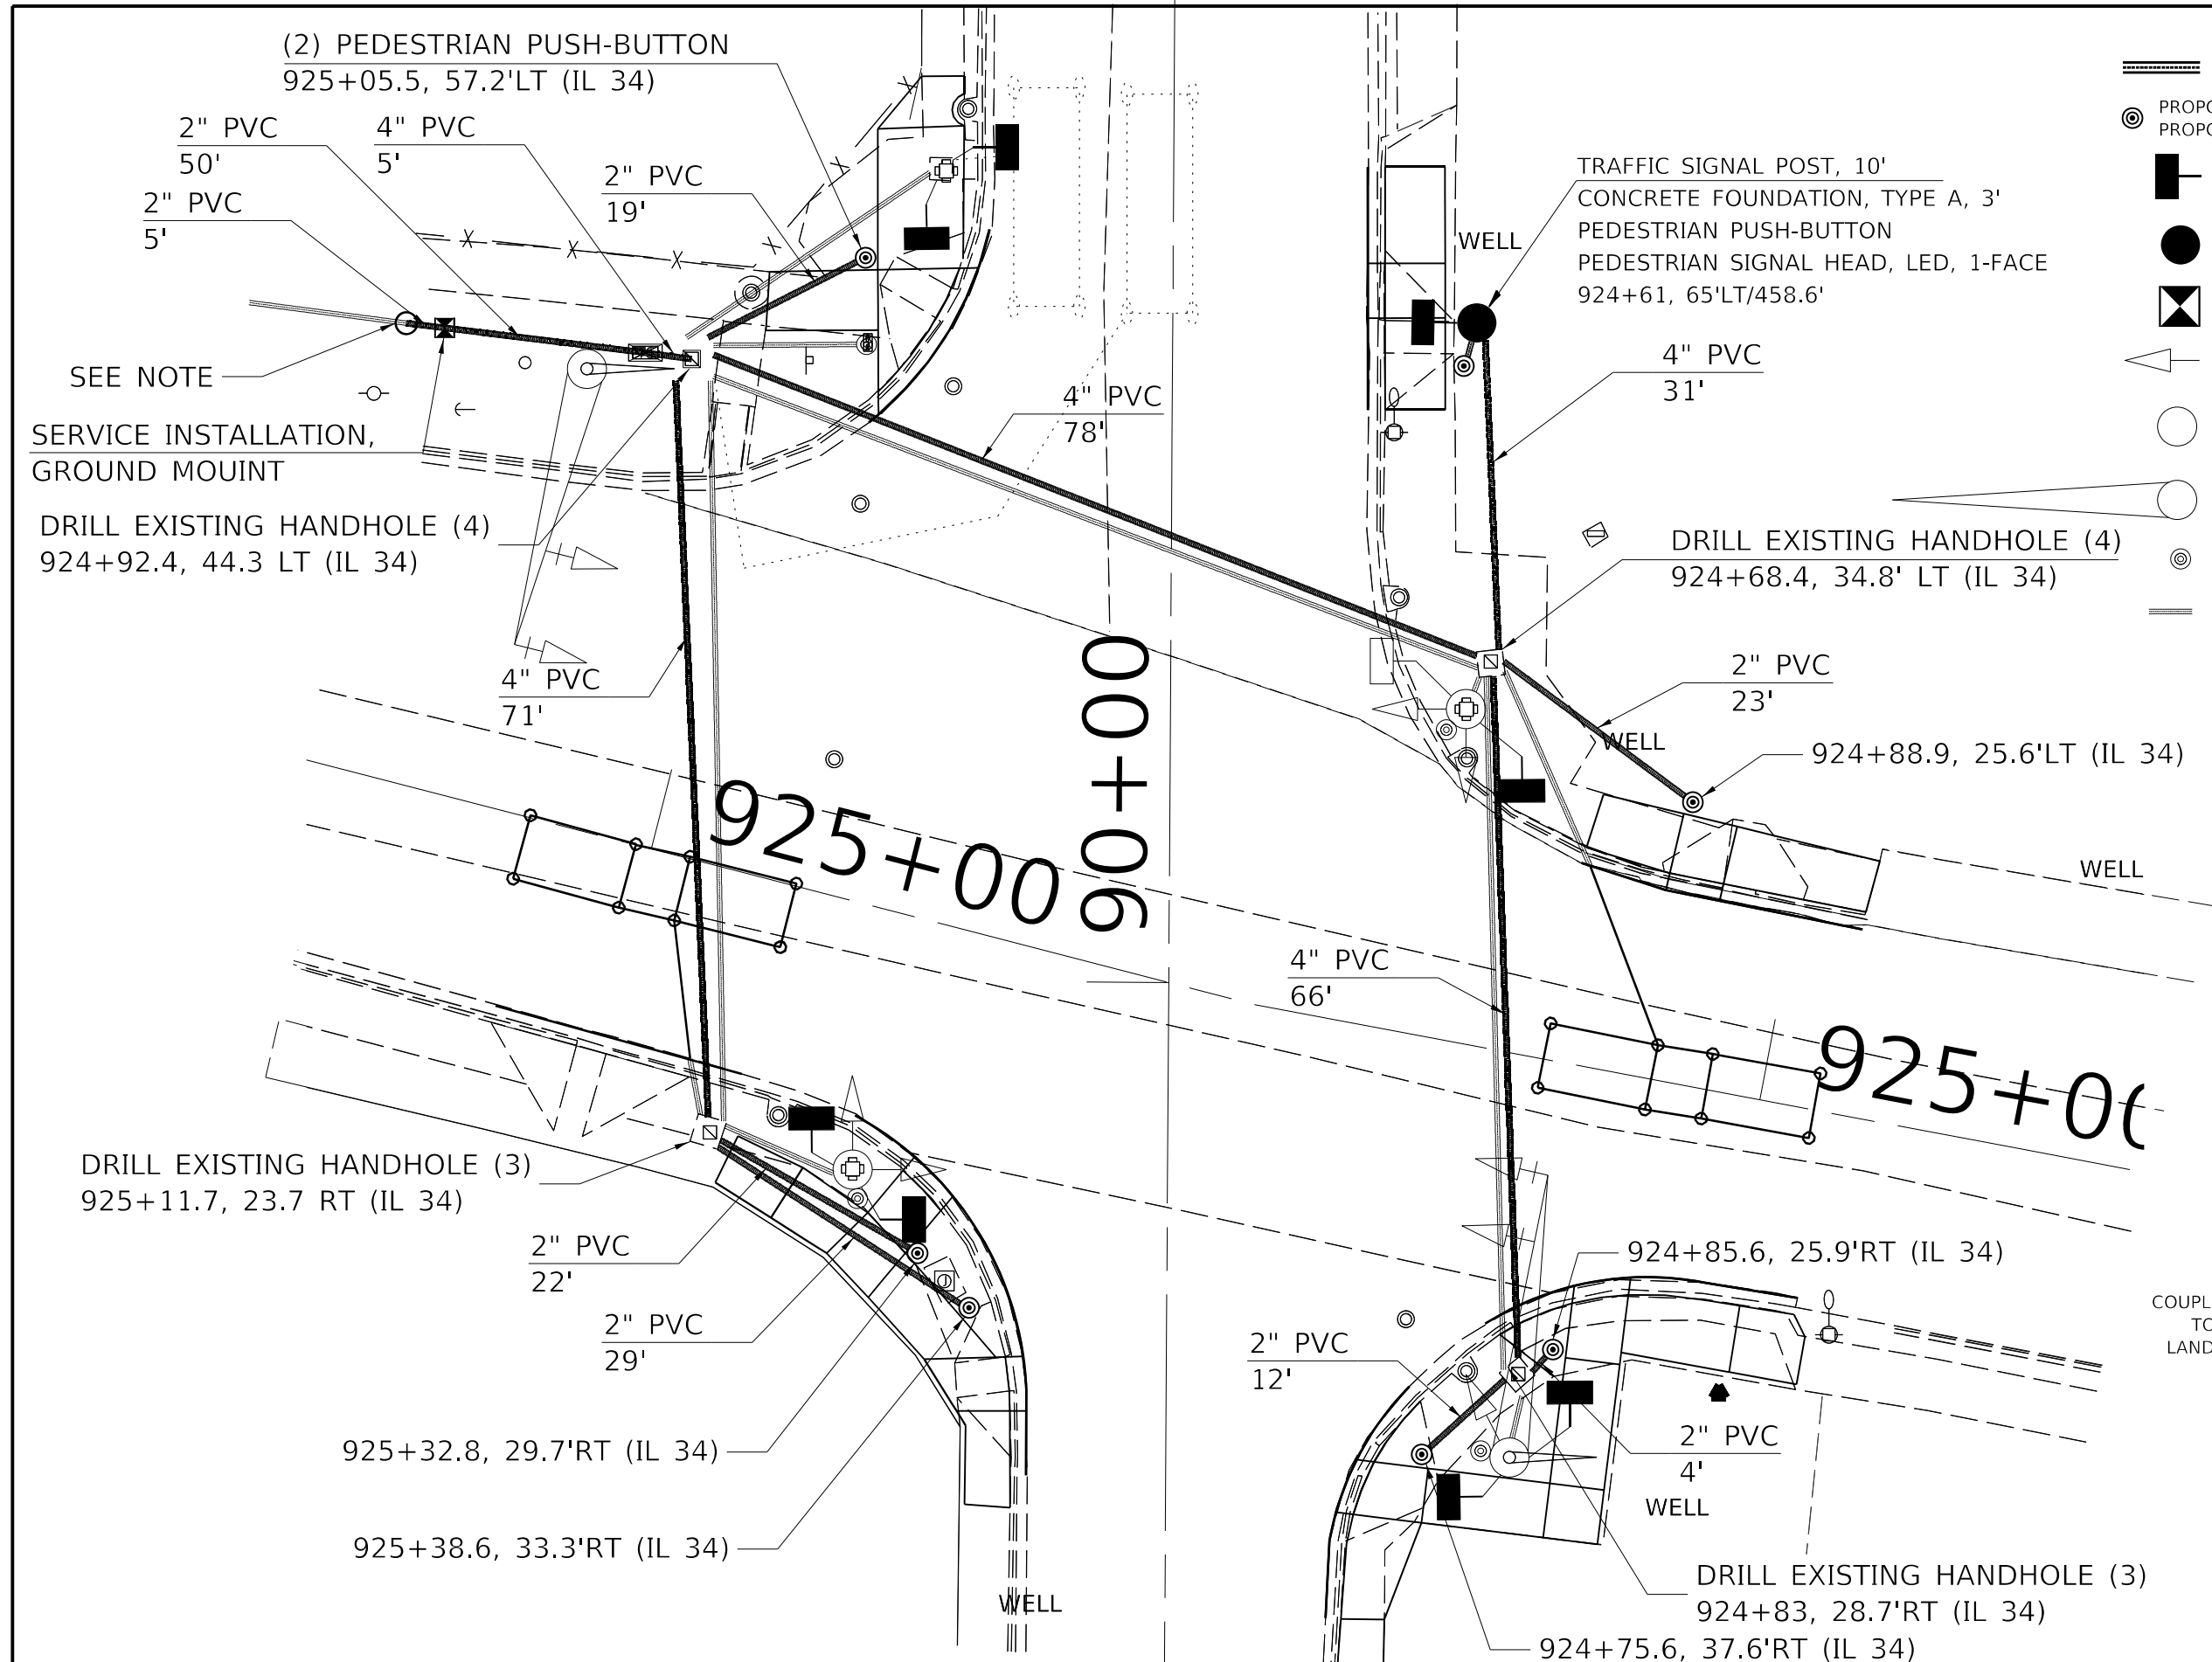 (2) PEDESTRIAN PUSH-BUTTON
925+05.5, 57.2'LT (IL 34)
2" PVC
50'
4" PVC
5'
2" PVC
5'
2" PVC
19'
SEE NOTE
SERVICE INSTALLATION,
GROUND MOUINT
DRILL EXISTING HANDHOLE (4)
924+92.4, 44.3 LT (IL 34)
4" PVC
71'
4" PVC
78'
WELL
TRAFFIC SIGNAL POST, 10'
CONCRETE FOUNDATION, TYPE A, 3'
PEDESTRIAN PUSH-BUTTON
PEDESTRIAN SIGNAL HEAD, LED, 1-FACE
924+61, 65'LT/458.6'
PROPO
PROPO
4" PVC
31'
DRILL EXISTING HANDHOLE (4)
924+68.4, 34.8' LT (IL 34)
2" PVC
23'
WELL
924+88.9, 25.6'LT (IL 34)
WELL
925+00
90+00
4" PVC
66'
925+00
DRILL EXISTING HANDHOLE (3)
925+11.7, 23.7 RT (IL 34)
2" PVC
22'
2" PVC
29'
925+32.8, 29.7'RT (IL 34)
925+38.6, 33.3'RT (IL 34)
WELL
924+85.6, 25.9'RT (IL 34)
2" PVC
12'
2" PVC
4'
WELL
COUPL
TO
LAND
DRILL EXISTING HANDHOLE (3)
924+83, 28.7'RT (IL 34)
924+75.6, 37.6'RT (IL 34)